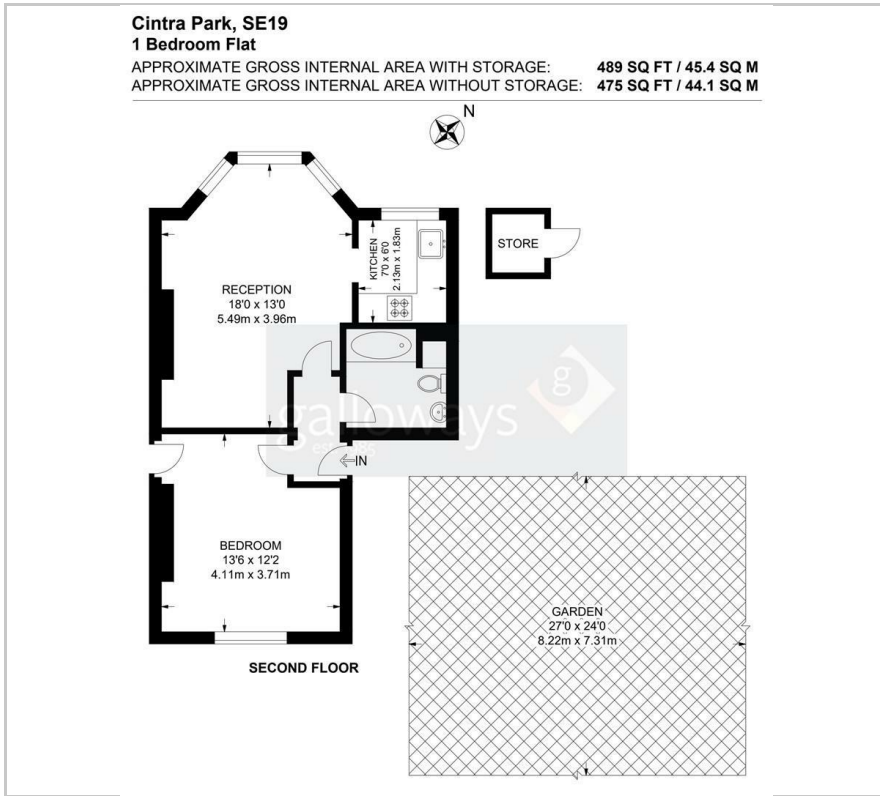 Cintra Park, SE19
1 Bedroom Flat
APPROXIMATE GROSS INTERNAL AREA WITH STORAGE: 489 SQ FT / 45.4 SQ M
APPROXIMATE GROSS INTERNAL AREA WITHOUT STORAGE: 475 SQ FT / 44.1 SQ M
N
STORE
KITCHEN
7'0 x 6'0
2.13m x 1.83m
RECEPTION
18'0 x 13'0
5.49m x 3.96m
g
galloways
IN
BEDROOM
13'6 x 12'2
4.11m x 3.71m
GARDEN
27'0 x 24'0
8.22m x 7.31m
SECOND FLOOR